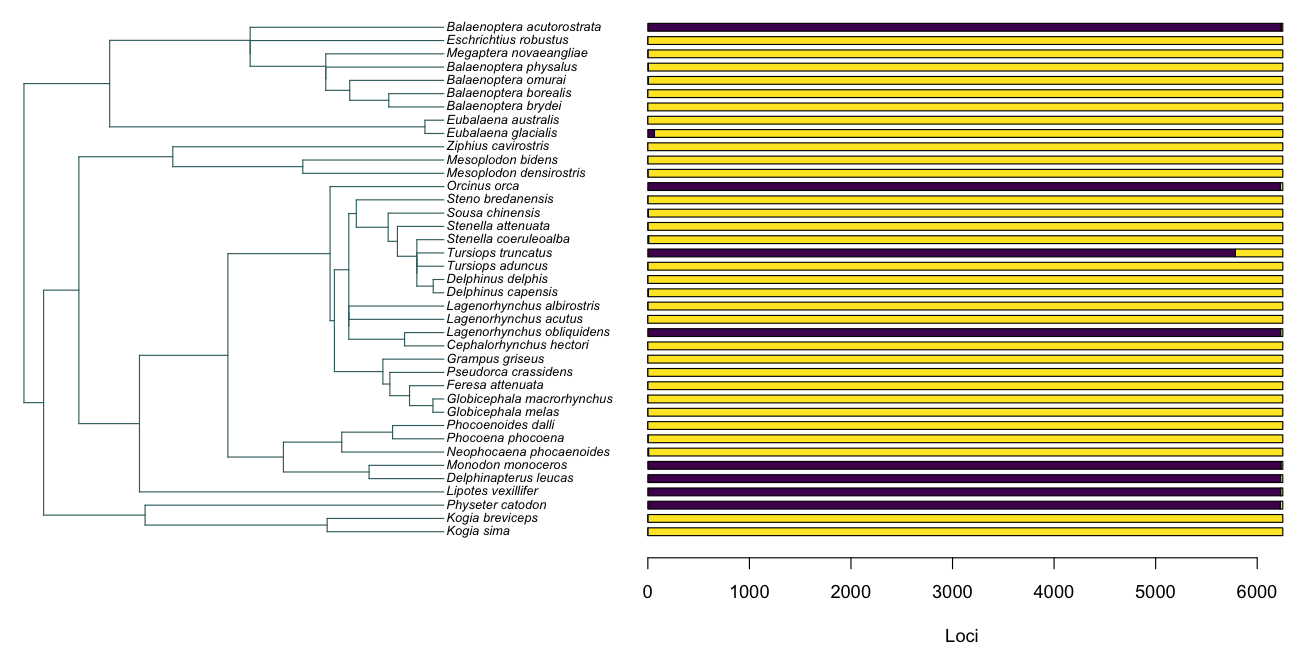 Balaenoptera acutorostrata
Eschrichtius robustus
Megaptera novaeangliae
Balaenoptera physalus
Balaenoptera omurai
Balaenoptera borealis
Balaenoptera brydei
Eubalaena australis
Eubalaena glacialis
Ziphius cavirostris
Mesoplodon bidens
Mesoplodon densirostris
Orcinus orca
Steno bredanensis
Sousa chinensis
Stenella attenuata
Stenella coeruleoalba
Tursiops truncatus
Tursiops aduncus
Delphinus delphis
Delphinus capensis
Lagenorhynchus albirostris
Lagenorhynchus acutus
Lagenorhynchus obliquidens
Cephalorhynchus hectori
Grampus griseus
Pseudorca crassidens
Feresa attenuata
Globicephala macrorhynchus
Globicephala melas
Phocoenoides dalli
Phocoena phocoena
Neophocaena phocaenoides
Monodon monoceros
Delphinapterus leucas
Lipotes vexillifer
Physeter catodon
Kogia breviceps
Kogia sima
0 1000 2000 3000 4000 5000 6000
Loci